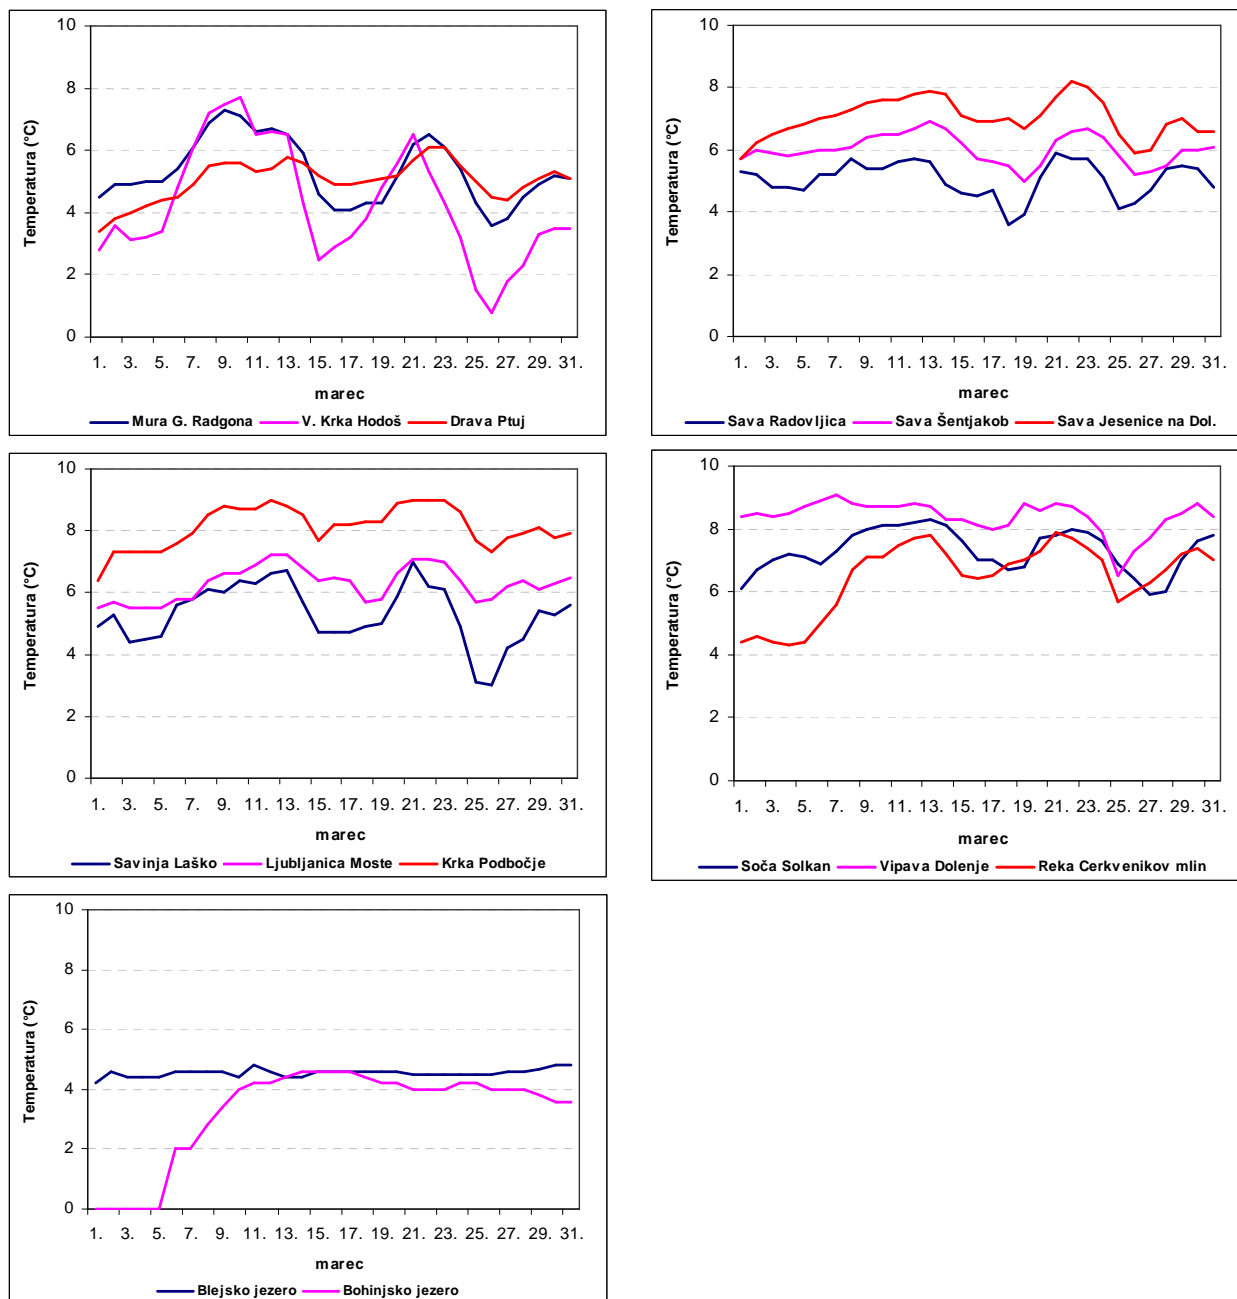 10
8
6
4
2
0
Temperatura (°C)
1. 3. 5. 7. 9. 11. 13. 15. 17. 19. 21. 23. 25. 27. 29. 31.
marec
Mura G. Radgona V. Krka Hodoš Drava Ptuj
10
8
6
4
2
0
Temperatura (°C)
1. 3. 5. 7. 9. 11. 13. 15. 17. 19. 21. 23. 25. 27. 29. 31.
marec
Sava Radovljica Sava Šentjakob Sava Jesenice na Dol.
10
8
6
4
2
0
Temperatura (°C)
1. 3. 5. 7. 9. 11. 13. 15. 17. 19. 21. 23. 25. 27. 29. 31.
marec
Savinja Laško Ljubljanica Moste Krka Podbočje
10
8
6
4
2
0
Temperatura (°C)
1. 3. 5. 7. 9. 11. 13. 15. 17. 19. 21. 23. 25. 27. 29. 31.
marec
Soča Solkan Vipava Dolenje Reka Cerkvenikov mlin
10
8
6
4
2
0
Temperatura (°C)
1. 3. 5. 7. 9. 11. 13. 15. 17. 19. 21. 23. 25. 27. 29. 31.
marec
Blejsko jezero Bohinjsko jezero